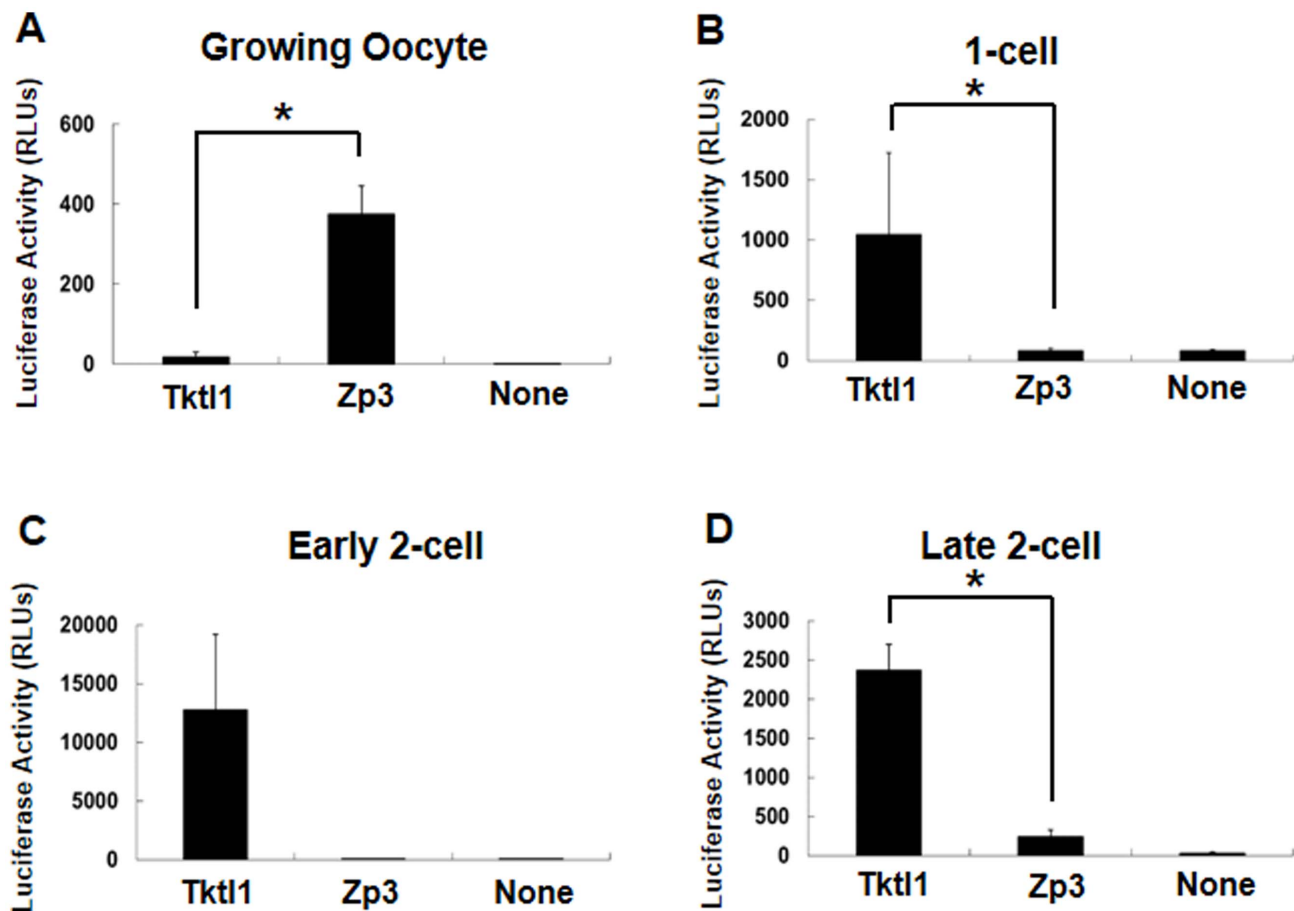 A
Growing Oocyte
Luciferase Activity (RLUs)
*
600
400
200
0
Tktl1 Zp3 None
B
1-cell
Luciferase Activity (RLUs)
*
2000
1500
1000
500
0
Tktl1 Zp3 None
C
Early 2-cell
Luciferase Activity (RLUs)
20000
15000
10000
5000
0
Tktl1 Zp3 None
D
Late 2-cell
Luciferase Activity (RLUs)
*
3000
2500
2000
1500
1000
500
0
Tktl1 Zp3 None